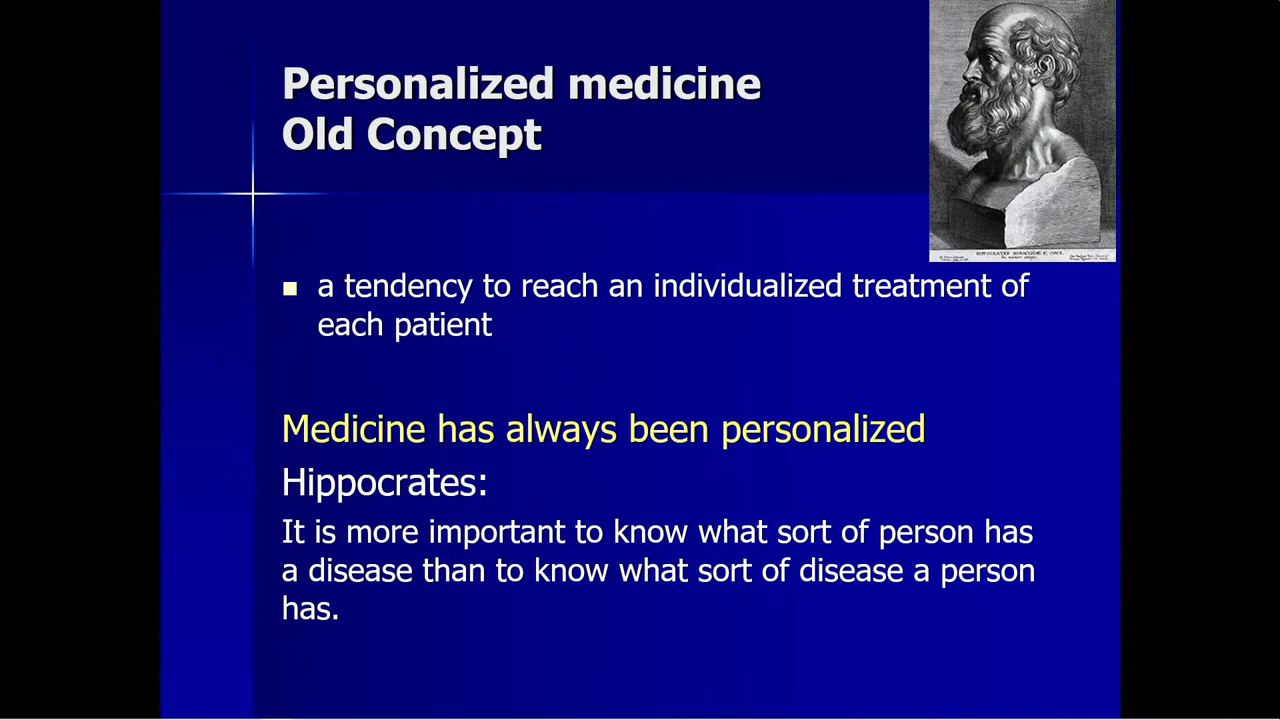 Personalized medicine
Old Concept
a tendency to reach an individualized treatment of
each patient
Medicine has always been personalized
Hippocrates:
It is more important to know what sort of person has
a disease than to know what sort of disease a person
has.